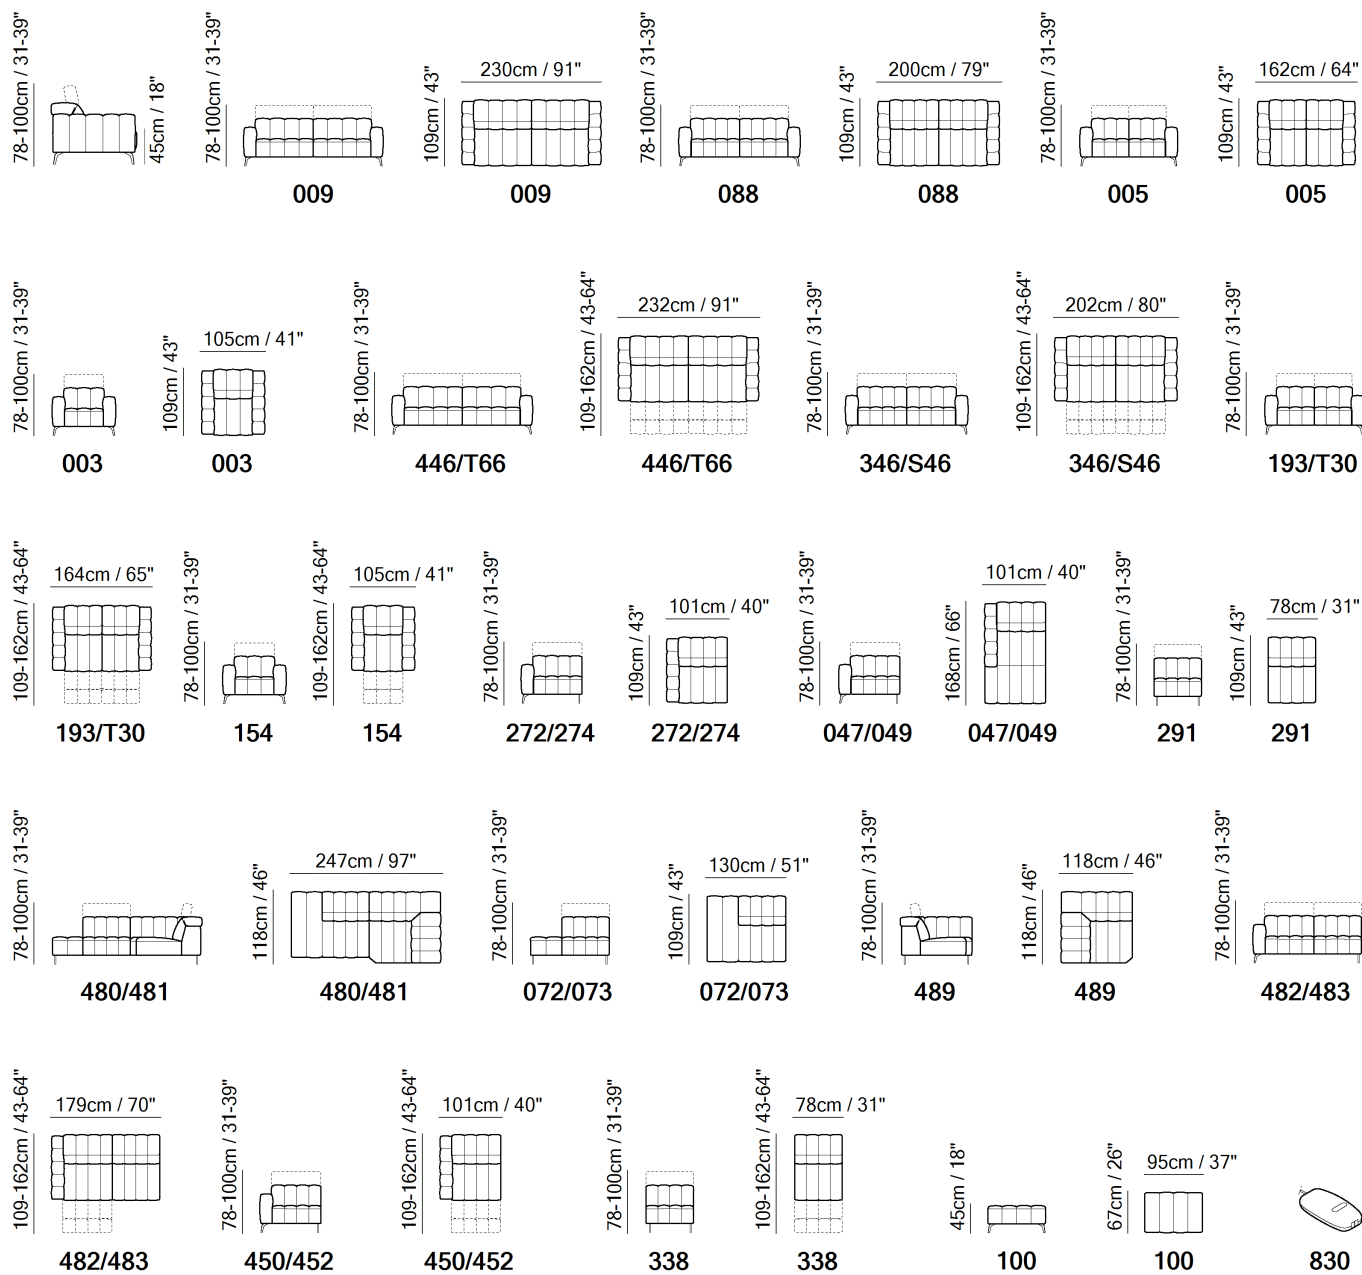 78-100cm / 31-39"
45cm / 18"
78-100cm / 31-39"
009
109cm / 43"
230cm / 91"
009
78-100cm / 31-39"
088
109cm / 43"
200cm / 79"
088
78-100cm / 31-39"
005
109cm / 43"
162cm / 64"
005
78-100cm / 31-39"
003
109cm / 43"
105cm / 41"
003
78-100cm / 31-39"
446/T66
109-162cm / 43-64"
232cm / 91"
446/T66
78-100cm / 31-39"
346/S46
109-162cm / 43-64"
202cm / 80"
346/S46
78-100cm / 31-39"
193/T30
109-162cm / 43-64"
164cm / 65"
193/T30
78-100cm / 31-39"
154
109-162cm / 43-64"
105cm / 41"
154
78-100cm / 31-39"
272/274
109cm / 43"
101cm / 40"
272/274
78-100cm / 31-39"
047/049
168cm / 66"
101cm / 40"
047/049
78-100cm / 31-39"
291
109cm / 43"
78cm / 31"
291
78-100cm / 31-39"
480/481
118cm / 46"
247cm / 97"
480/481
78-100cm / 31-39"
072/073
109cm / 43"
130cm / 51"
072/073
78-100cm / 31-39"
489
118cm / 46"
118cm / 46"
489
78-100cm / 31-39"
482/483
109-162cm / 43-64"
179cm / 70"
482/483
78-100cm / 31-39"
450/452
109-162cm / 43-64"
101cm / 40"
450/452
78-100cm / 31-39"
338
109-162cm / 43-64"
78cm / 31"
338
45cm / 18"
100
67cm / 26"
95cm / 37"
100
830